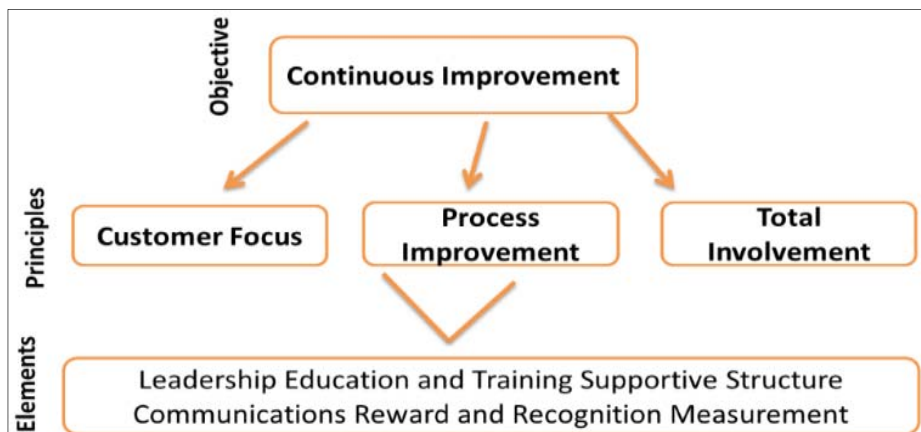 Objective
Continuous Improvement
Principles
Customer Focus
Process
Improvement
Total
Involvement
Elements
Leadership Education and Training Supportive Structure
Communications Reward and Recognition Measurement